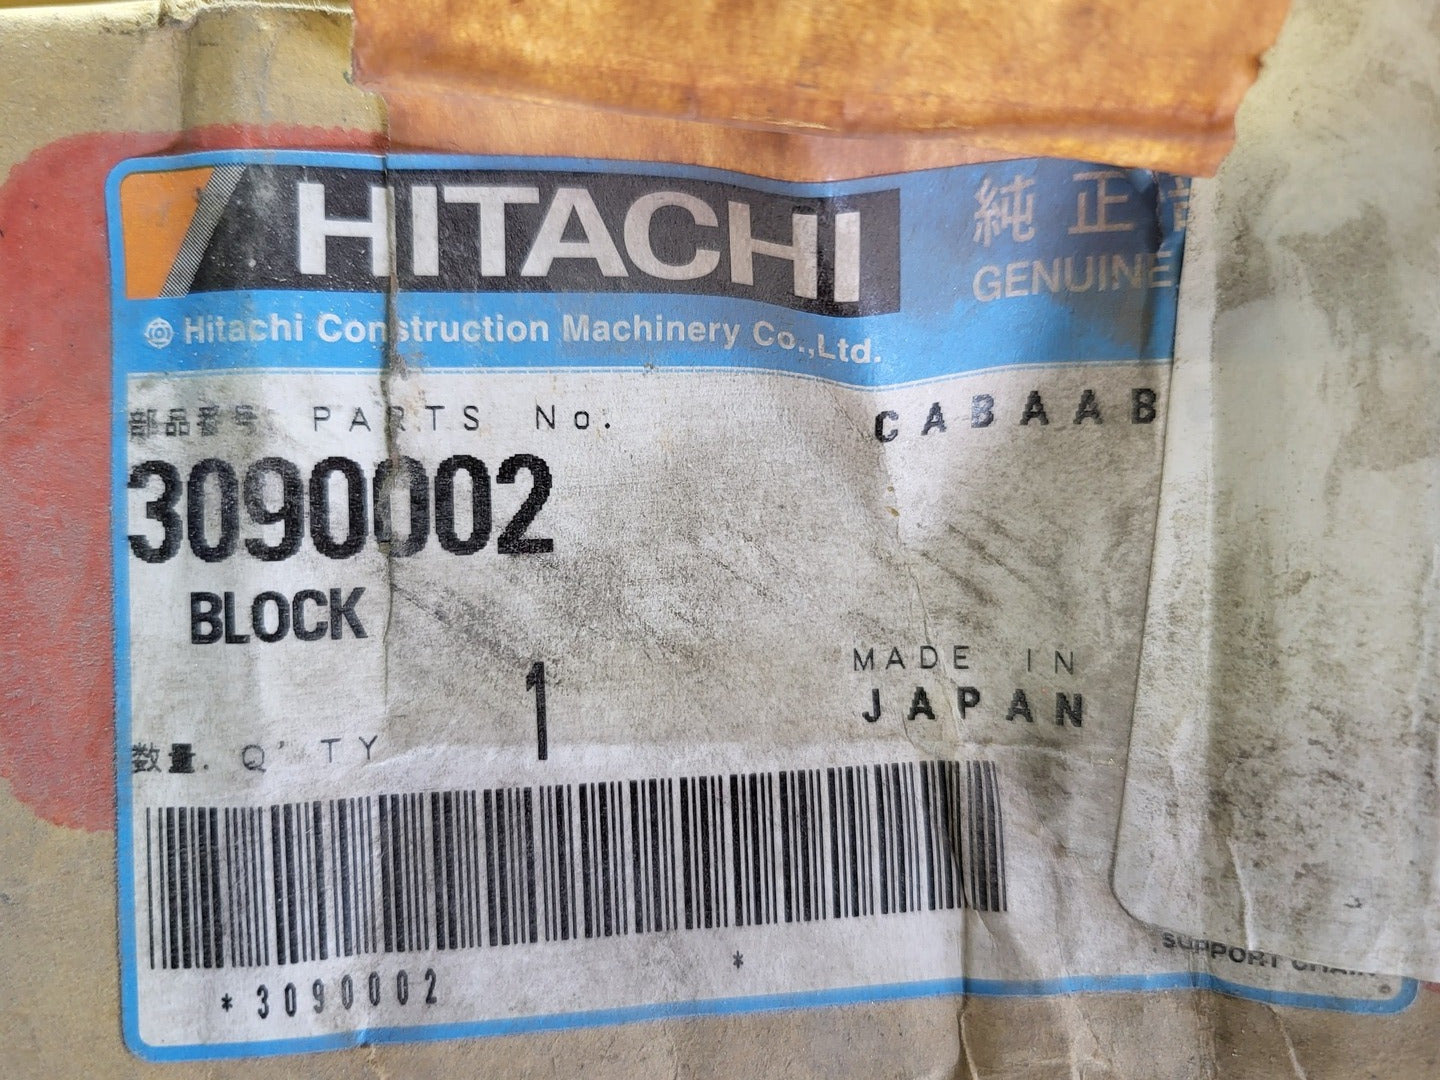 HITACHI
純正
GENUINE
Hitachi Construction Machinery Co.,Ltd.
部品番号 PARTS No.
CABAAB
3090002
BLOCK
MADE IN
JAPAN
数量. Q'TY 1
*3090002 *
SUPPORT